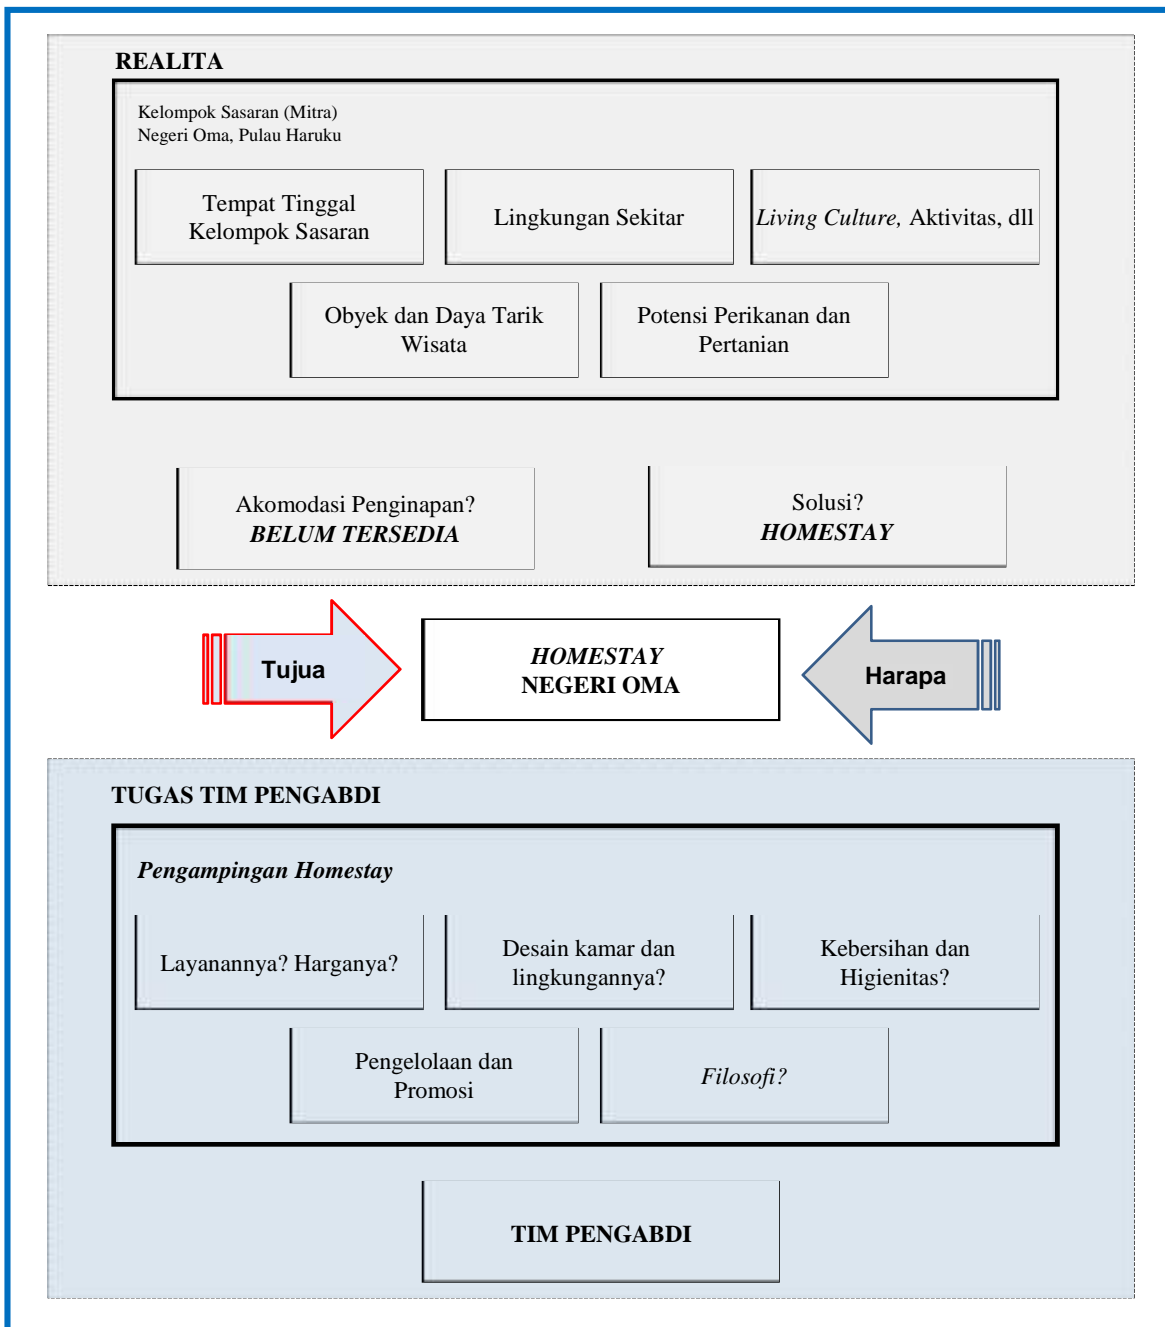 REALITA
Kelompok Sasaran (Mitra)
Negeri Oma, Pulau Haruku
Tempat Tinggal
Kelompok Sasaran
Lingkungan Sekitar
Living Culture, Aktivitas, dll
Obyek dan Daya Tarik
Wisata
Potensi Perikanan dan
Pertanian
Akomodasi Penginapan?
BELUM TERSEDIA
Solusi?
HOMESTAY
Tujua
HOMESTAY
NEGERI OMA
Harapa
TUGAS TIM PENGABDI
Pengampingan Homestay
Layanannya? Harganya?
Desain kamar dan
lingkungannya?
Kebersihan dan
Higienitas?
Pengelolaan dan
Promosi
Filosofi?
TIM PENGABDI